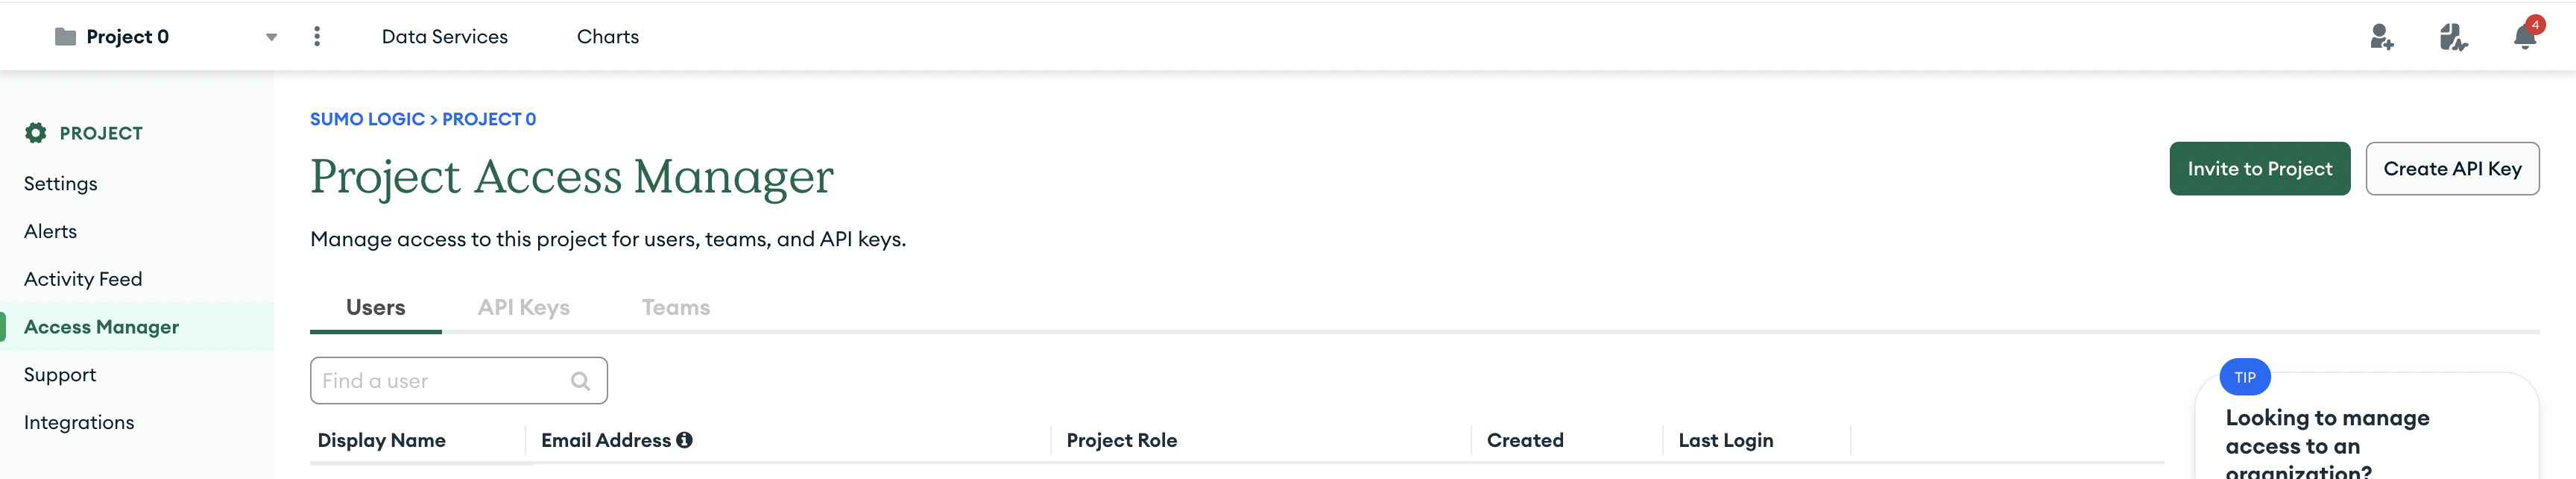 Project 0
Data Services
Charts
4
PROJECT
Settings
Alerts
Activity Feed
Access Manager
Support
Integrations
SUMO LOGIC > PROJECT 0
Project Access Manager
Manage access to this project for users, teams, and API keys.
Invite to Project
Create API Key
Users
API Keys
Teams
Find a user
Display Name
Email Address
Project Role
Created
Last Login
TIP
Looking to manage
access to an
organization?